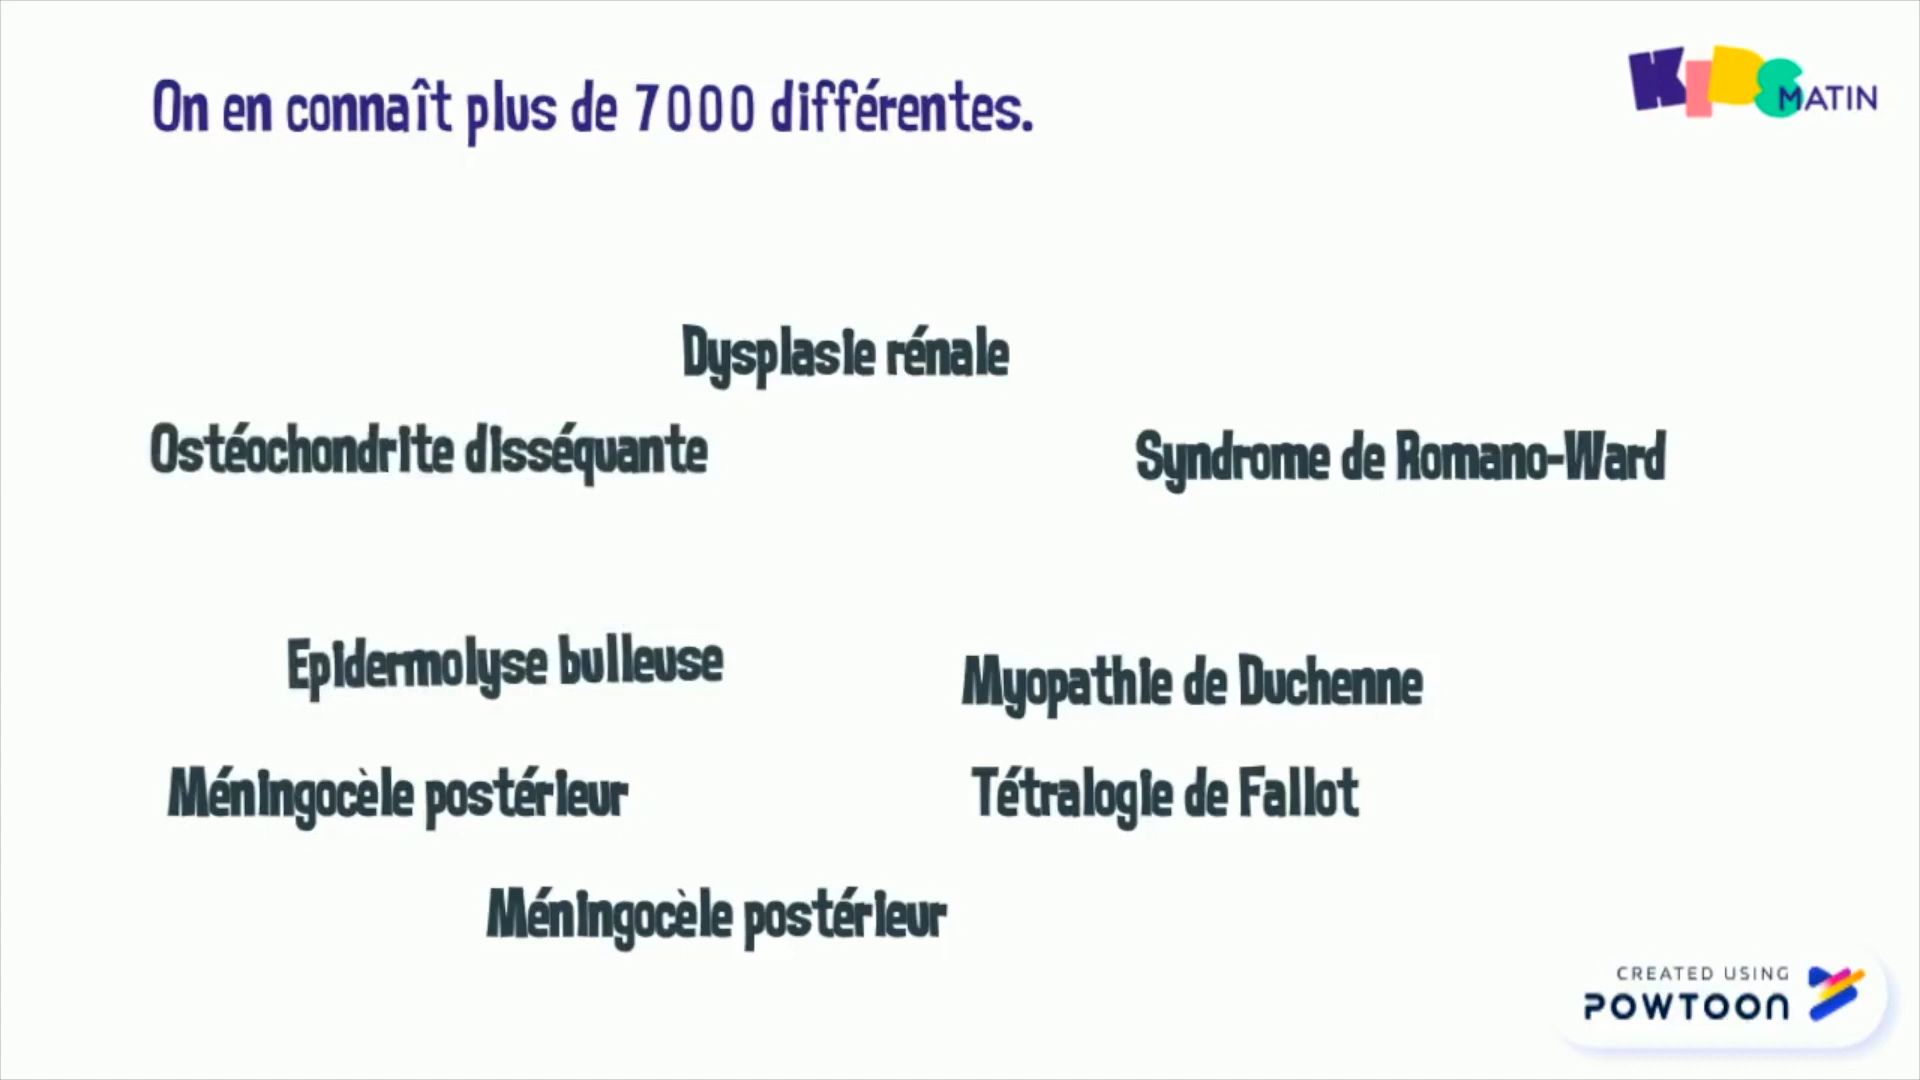 On en connaît plus de 7000 différentes.
KIDS MATIN
Dysplasie rénale
Ostéochondrite disséquante
Syndrome de Romano-Ward
Epidermolyse bulleuse
Myopathie de Duchenne
Méningocèle postérieur
Tétralogie de Fallot
Méningocèle postérieur
CREATED USING
POWTOON